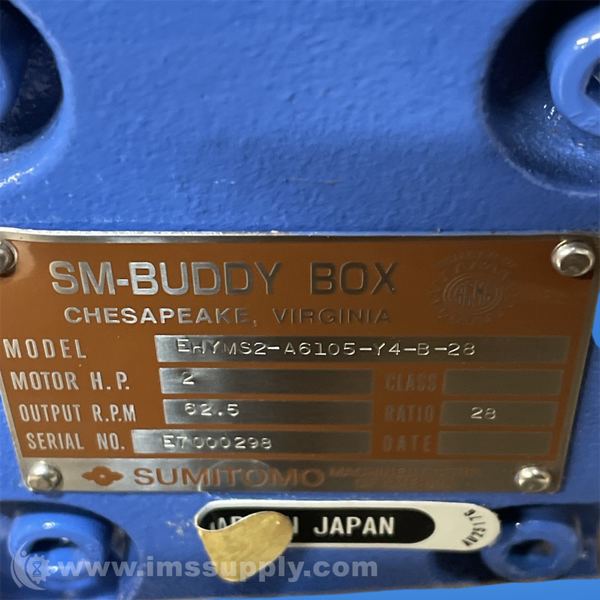 SM-BUDDY BOX
CHESAPEAKE, VIRGINIA
MODEL EHYMS2-A6105-Y4-B-28
MOTOR H.P. 2 CLASS
OUTPUT R.P.M 62.5 RATIO 28
SERIAL NO. E7000298 DATE
SUMITOMO
JAPAN
www.imssupply.com